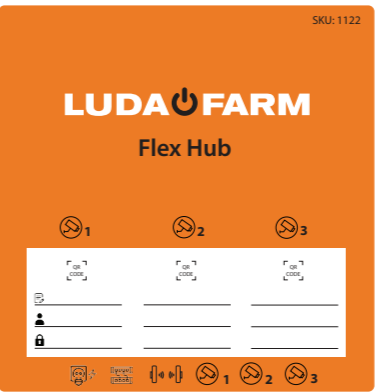 SKU: 1122
LUDA FARM
Flex Hub
1 2 3
QR CODE QR CODE QR CODE
1 2 3